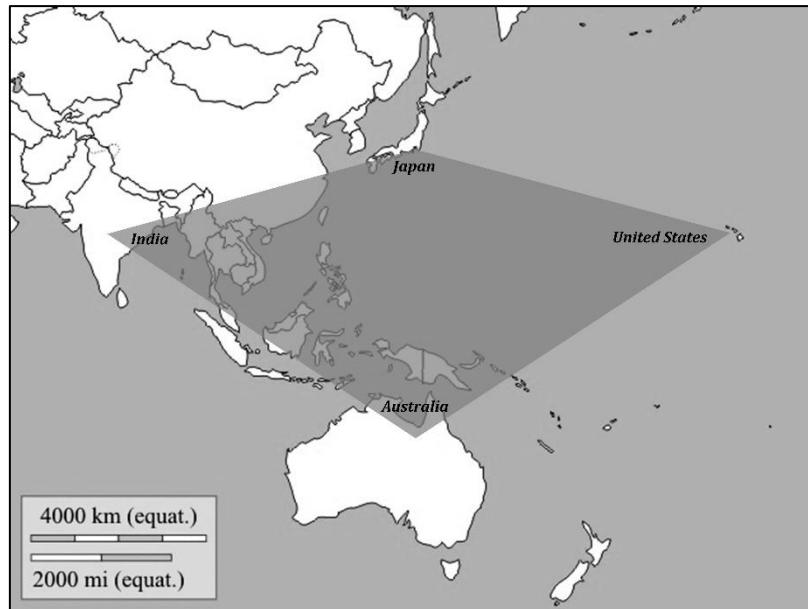 Japan
India
United States
Australia
4000 km (equat.)
2000 mi (equat.)